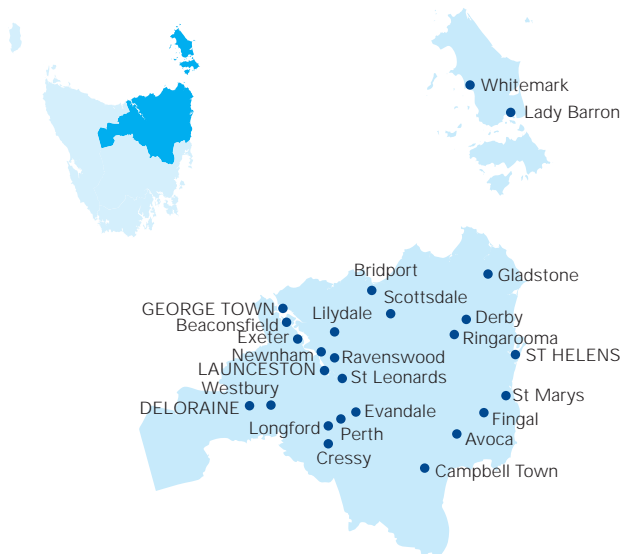 Whitemark
Lady Barron
Bridport
Gladstone
Scottsdale
GEORGE TOWN
Lilydale
Derby
Beaconsfield
Exeter
Ringarooma
Newnham
Ravenswood
ST HELENS
LAUNCESTON
St Leonards
Westbury
St Marys
DELORAINE
Evandale
Fingal
Longford
Perth
Avoca
Cressy
Campbell Town